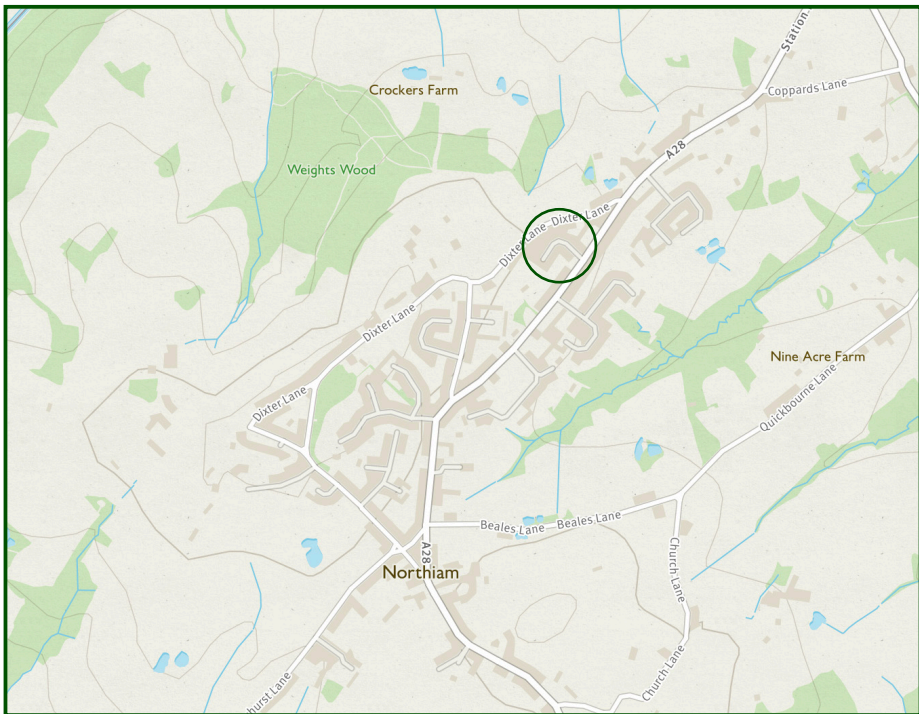 Station
Crockers Farm
Coppards Lane
A28
Weights Wood
Dixter Lane
Dixter Lane
Dixter Lane
Nine Acre Farm
Quickbourne Lane
Dixter Lane
Beales Lane
Beales Lane
A28
Northiam
Church Lane
Church Lane
hurst Lane